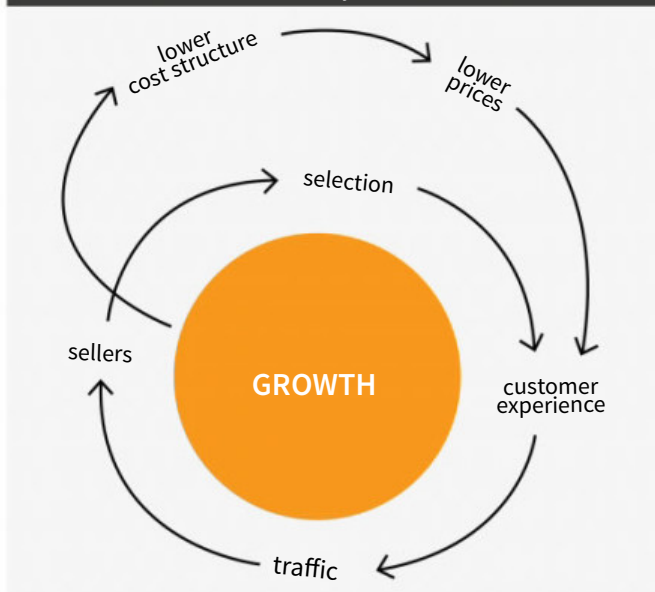 lower
cost structure
lower
prices
selection
sellers
GROWTH
customer
experience
traffic